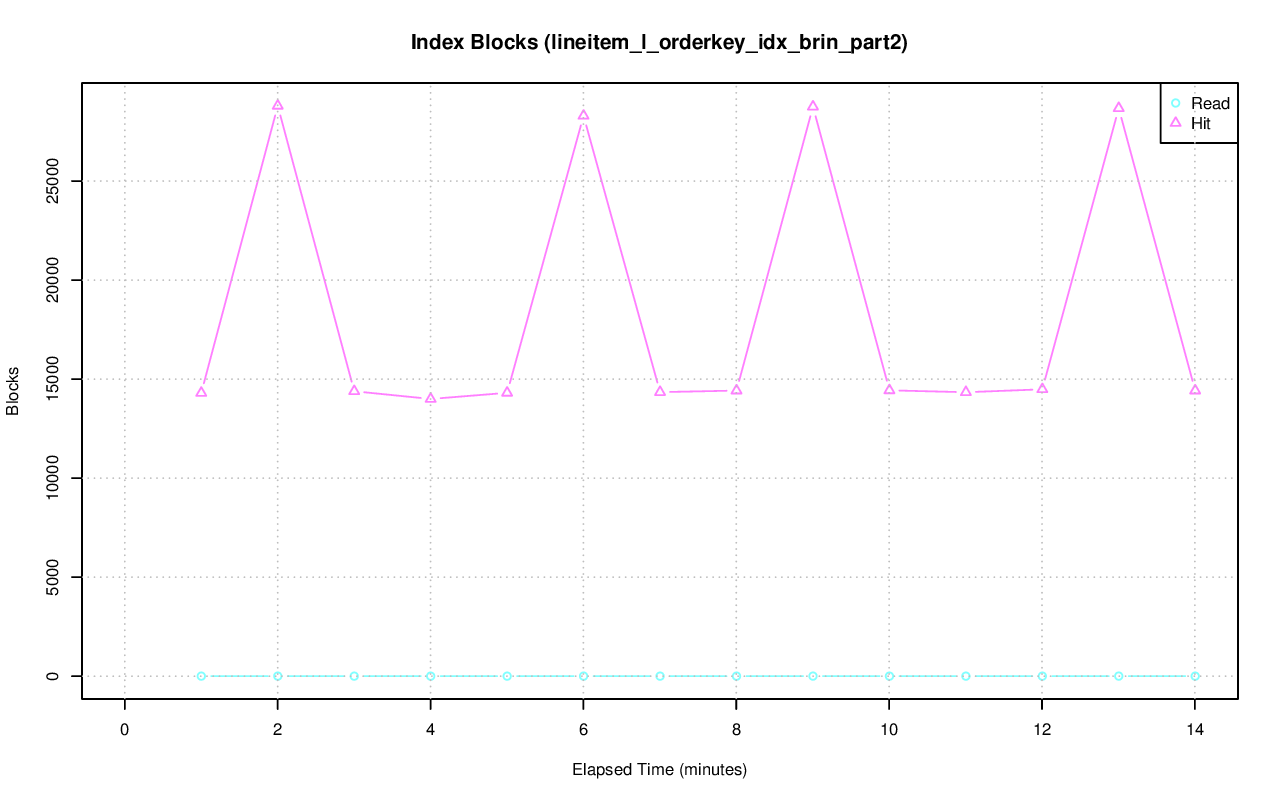 Index Blocks (lineitem_l_orderkey_idx_brin_part2)
Read
Hit
Blocks
25000
20000
15000
10000
5000
0
0 2 4 6 8 10 12 14
Elapsed Time (minutes)